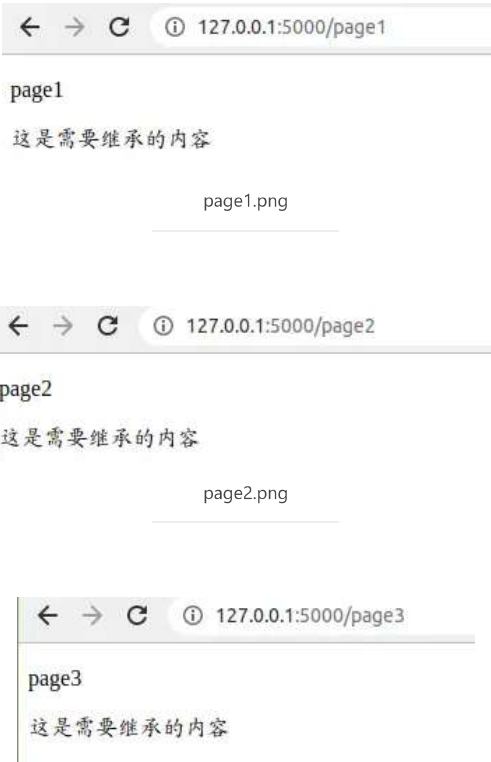 127.0.0.1:5000/page1
page1
这是需要继承的内容
page1.png
127.0.0.1:5000/page2
page2
这是需要继承的内容
page2.png
127.0.0.1:5000/page3
page3
这是需要继承的内容